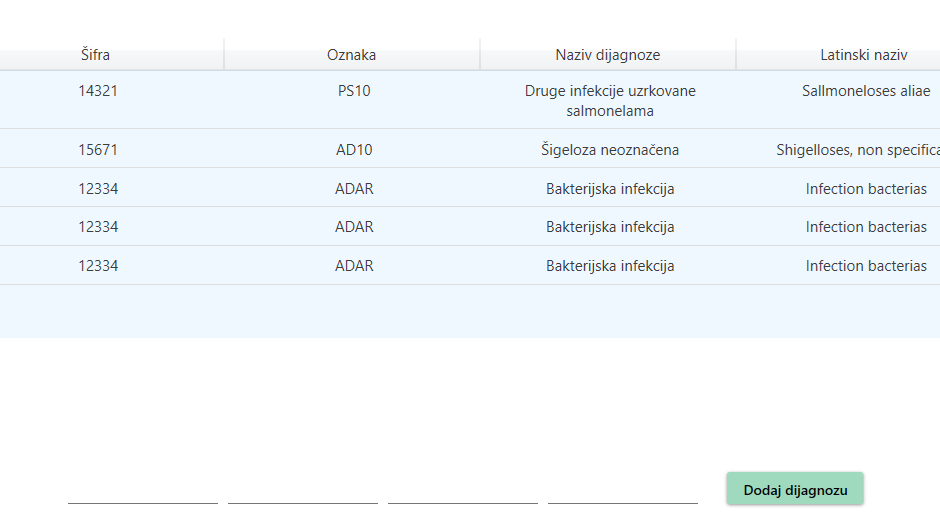 Šifra Oznaka Naziv dijagnoze Latinski naziv
14321 PS10 Druge infekcije uzrkovane Sallmoneloses aliae
salmonelama
15671 AD10 Šigeloza neoznačena Shigelloses, non specifica
12334 ADAR Bakterijska infekcija Infection bacterias
12334 ADAR Bakterijska infekcija Infection bacterias
12334 ADAR Bakterijska infekcija Infection bacterias
Dodaj dijagnozu